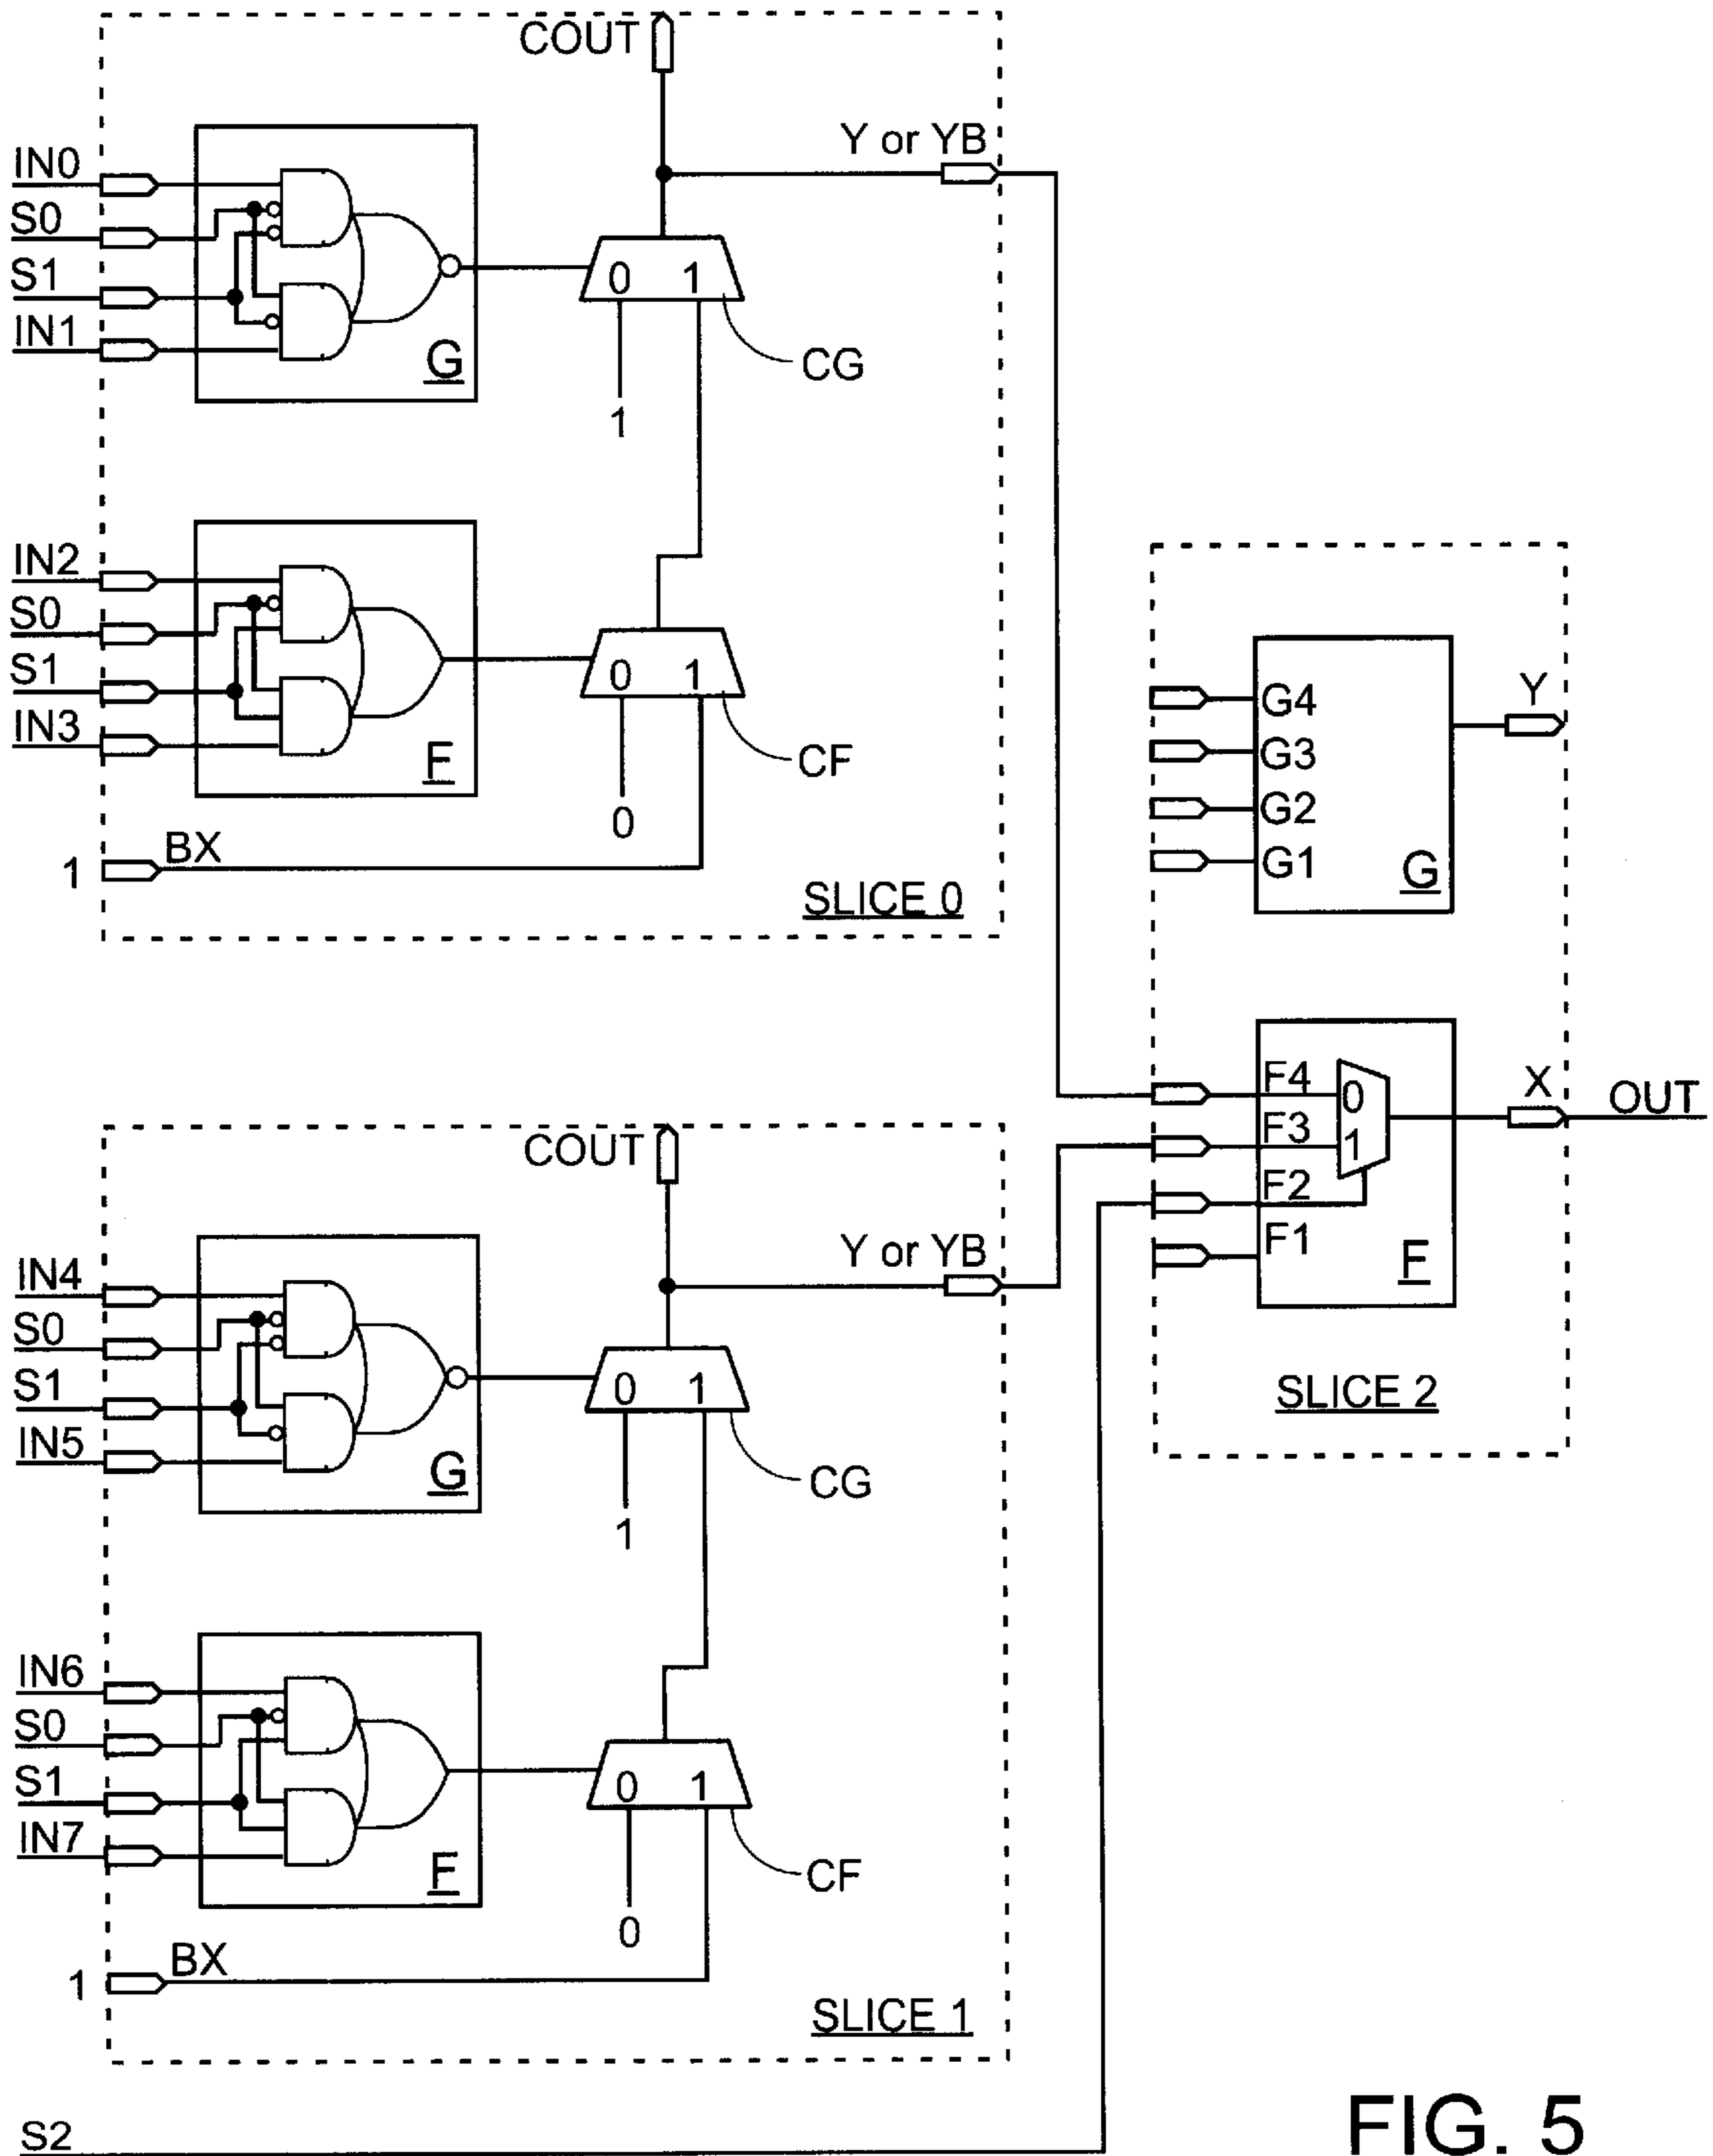 COUT
Y or YB
IN0
S0
S1
IN1
G
0 1
CG
1
IN2
S0
S1
IN3
F
0 1
CF
0
1 BX
SLICE 0
G4
G3
G2
G1
G
Y
F4
F3
F2
F1
0
1
F
X
OUT
SLICE 2
COUT
Y or YB
IN4
S0
S1
IN5
G
0 1
CG
1
IN6
S0
S1
IN7
F
0 1
CF
0
1 BX
SLICE 1
S2
FIG. 5